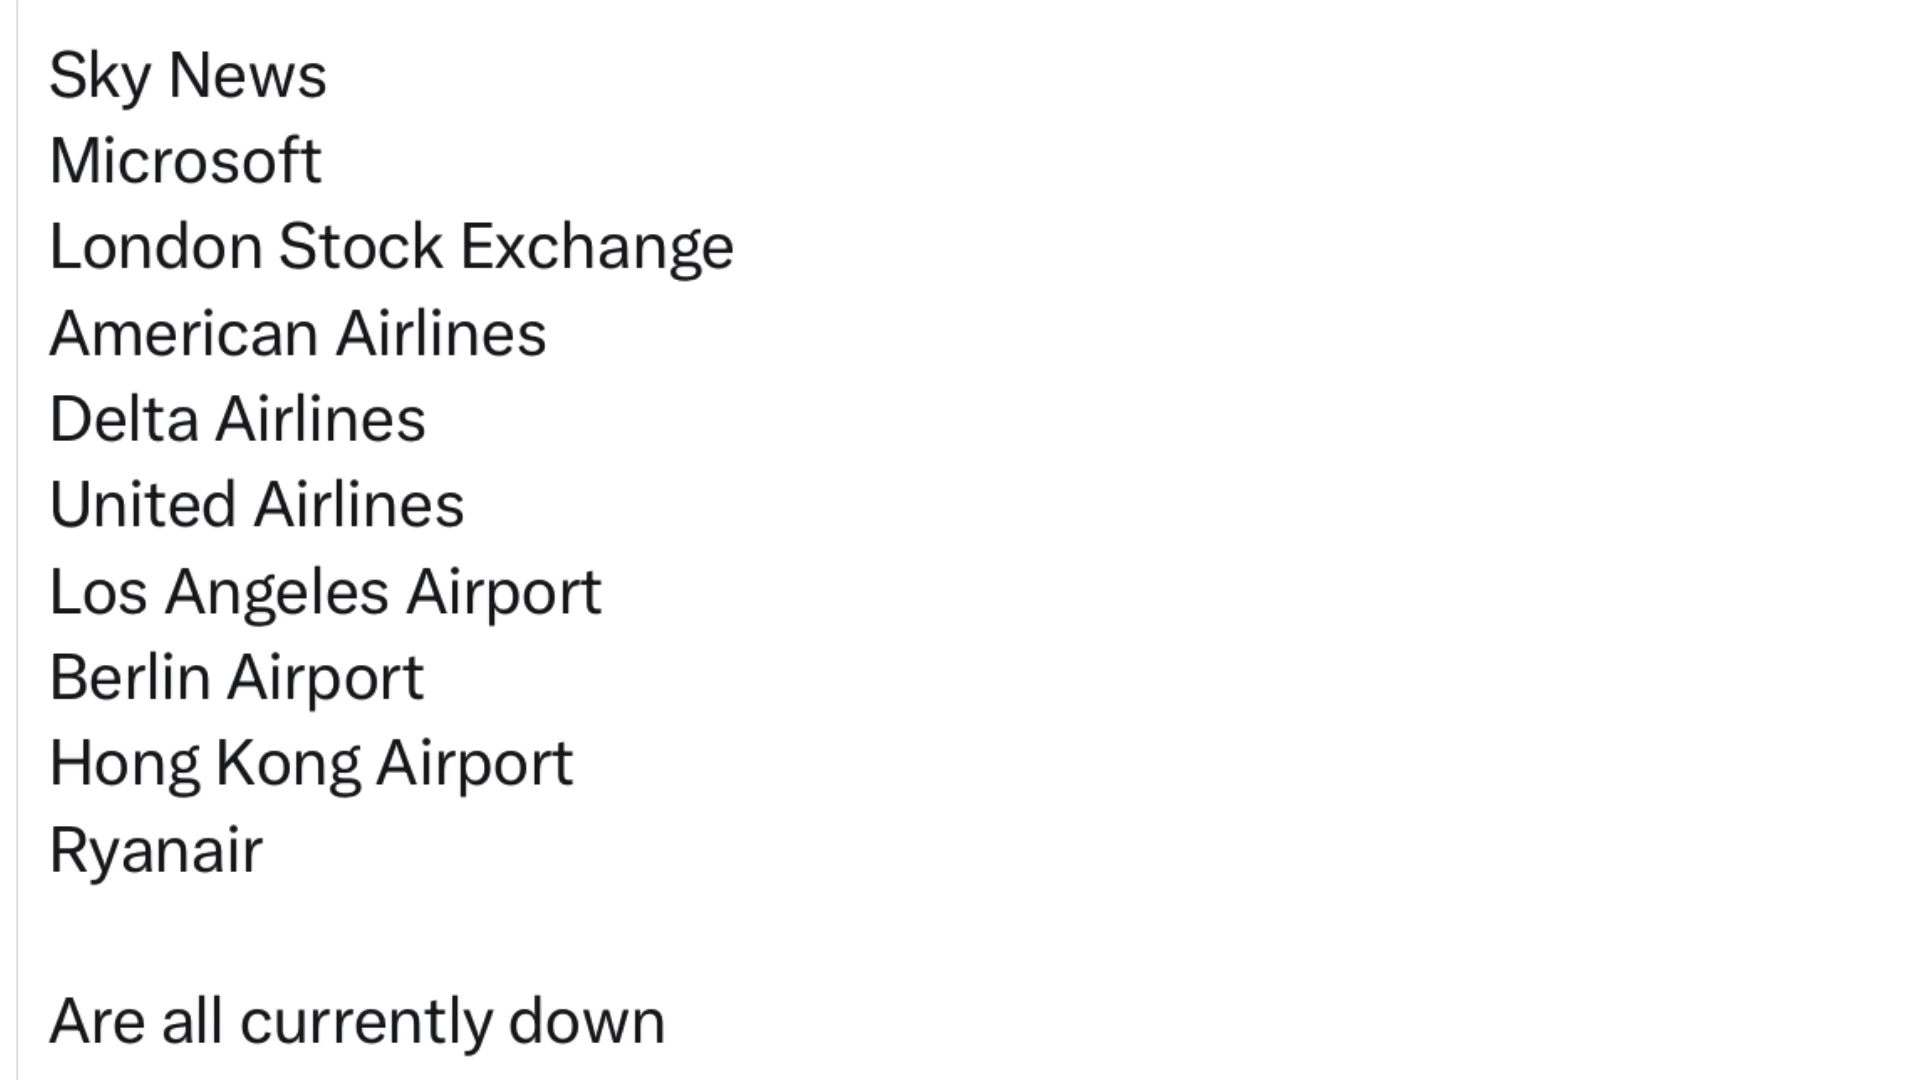 Sky News
Microsoft
London Stock Exchange
American Airlines
Delta Airlines
United Airlines
Los Angeles Airport
Berlin Airport
Hong Kong Airport
Ryanair
Are all currently down